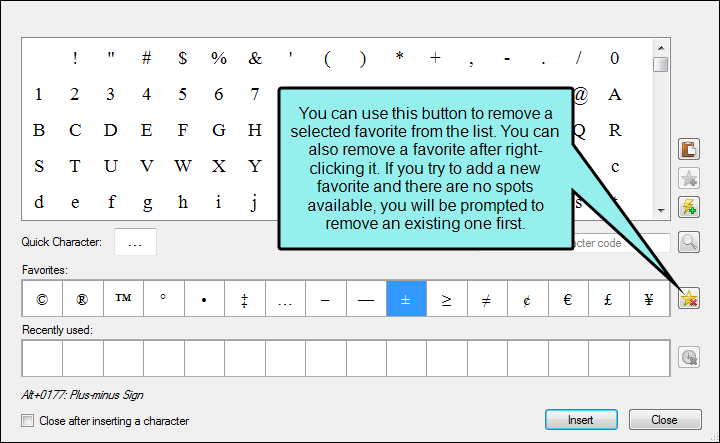 ! " # $ % & ' ( ) * + , - . / 0
1 2 3 4 5 6 7 @ A
B C D E F G H Q R
S T U V W X Y c
d e f g h i j s t
You can use this button to remove a
selected favorite from the list. You can
also remove a favorite after right-
clicking it. If you try to add a new
favorite and there are no spots
available, you will be prompted to
remove an existing one first.
Quick Character: ...
acter code
Favorites:
© ® ™ ° • ‡ … – — ± ≥ ≠ ¢ € £ ¥
Recently used:
Alt+0177: Plus-minus Sign
Close after inserting a character
Insert
Close